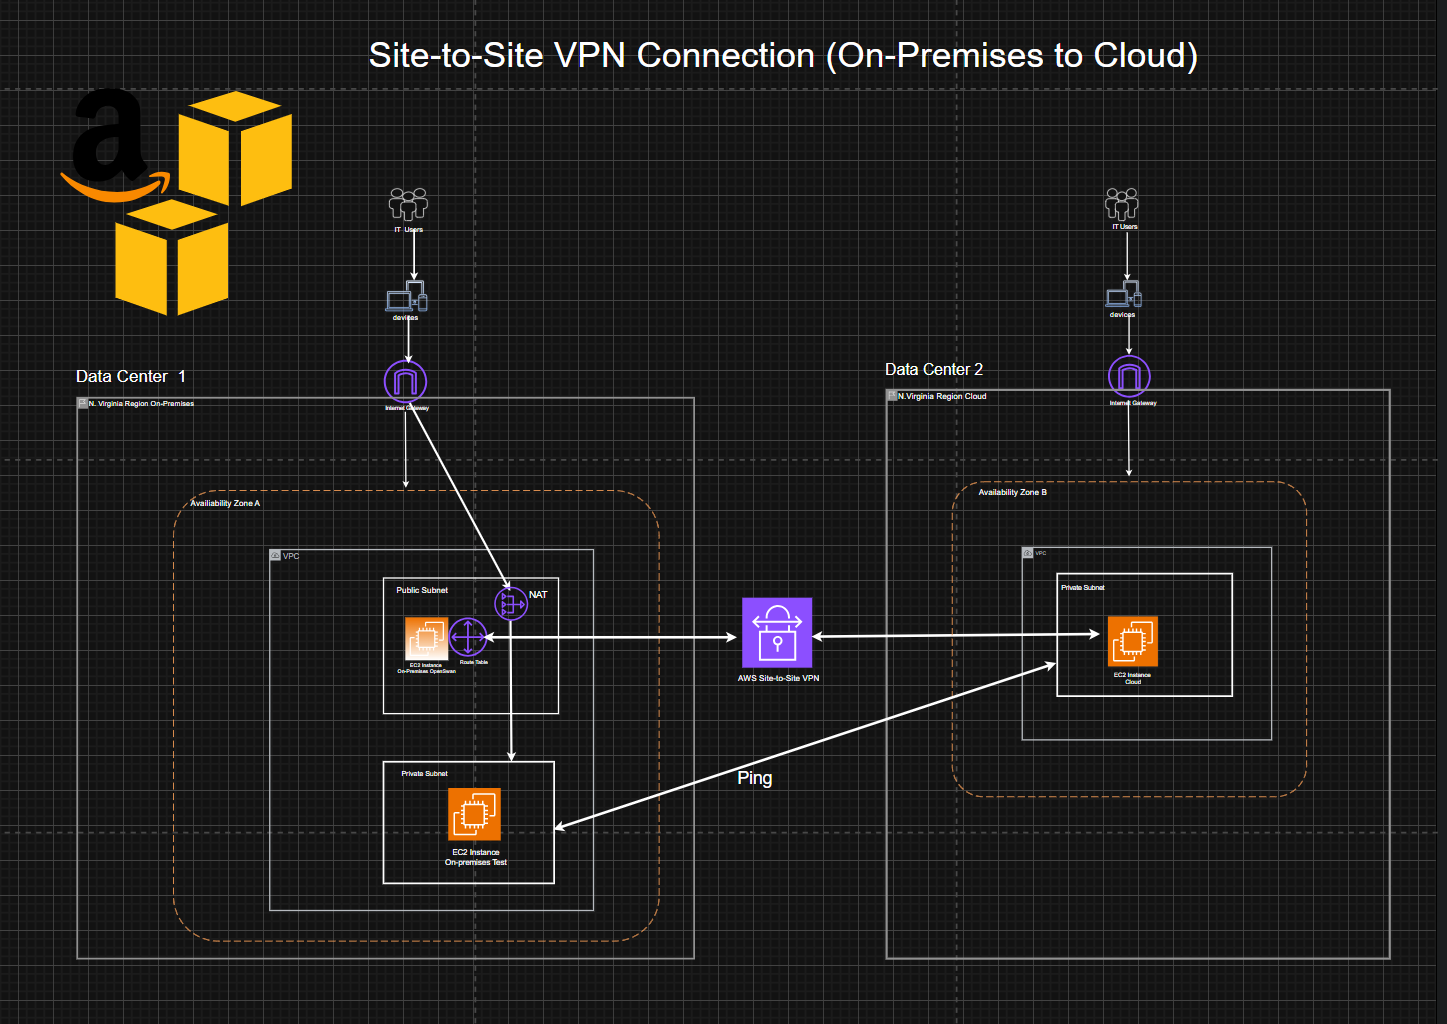 Site-to-Site VPN Connection (On-Premises to Cloud)
a
IT Users
IT Users
devices
devices
Data Center 1
Data Center 2
Internet Gateway
Internet Gateway
N. Virginia Region On-Premises
N.Virginia Region Cloud
Availiability Zone A
Availability Zone B
VPC
VPC
Public Subnet
NAT
Private Subnet
Route Table
EC2 Instance
On-Premises OpenSwan
AWS Site-to-Site VPN
EC2 Instance
Cloud
Private Subnet
Ping
EC2 Instance
On-premises Test